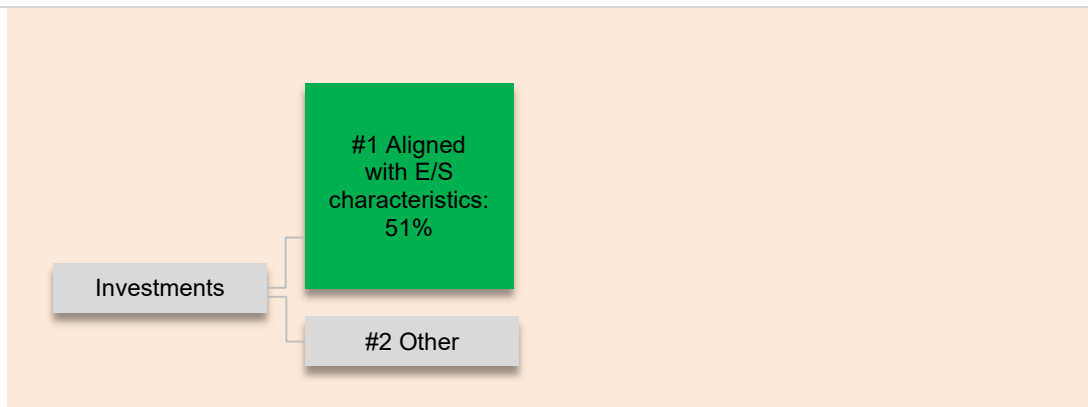 #1 Aligned
with E/S
characteristics:
51%
Investments
#2 Other